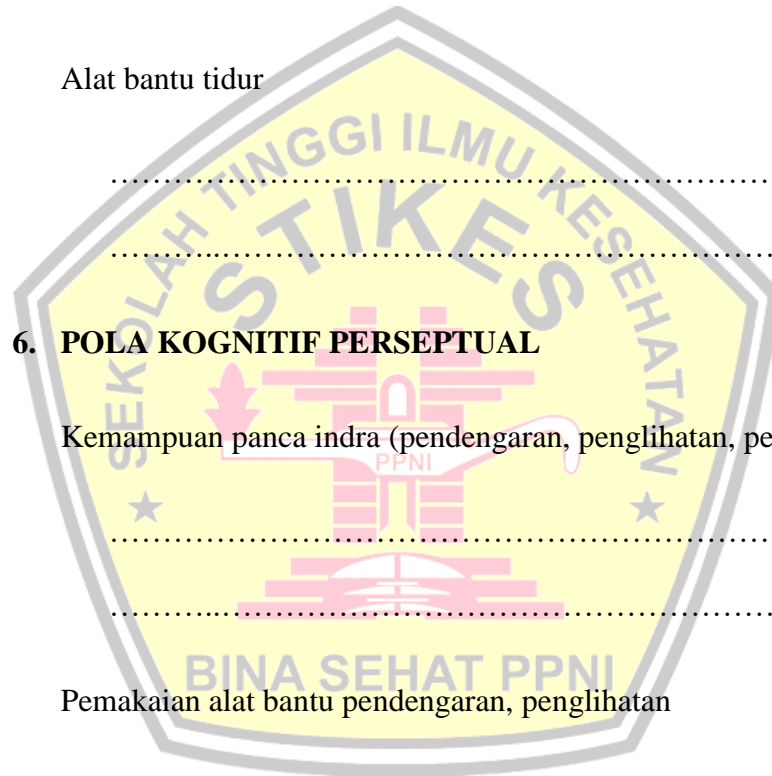 Alat bantu tidur
SEKOLAH TINGGI ILMU KESEHATAN
STIKES
……………………………………………………………
………..……………………………………………………
6. POLA KOGNITIF PERSEPTUAL
Kemampuan panca indra (pendengaran, penglihatan,
PPNI
……………………………………………………………
………..……………………………………………………
BINA SEHAT PPNI
Pemakaian alat bantu pendengaran, penglihatan